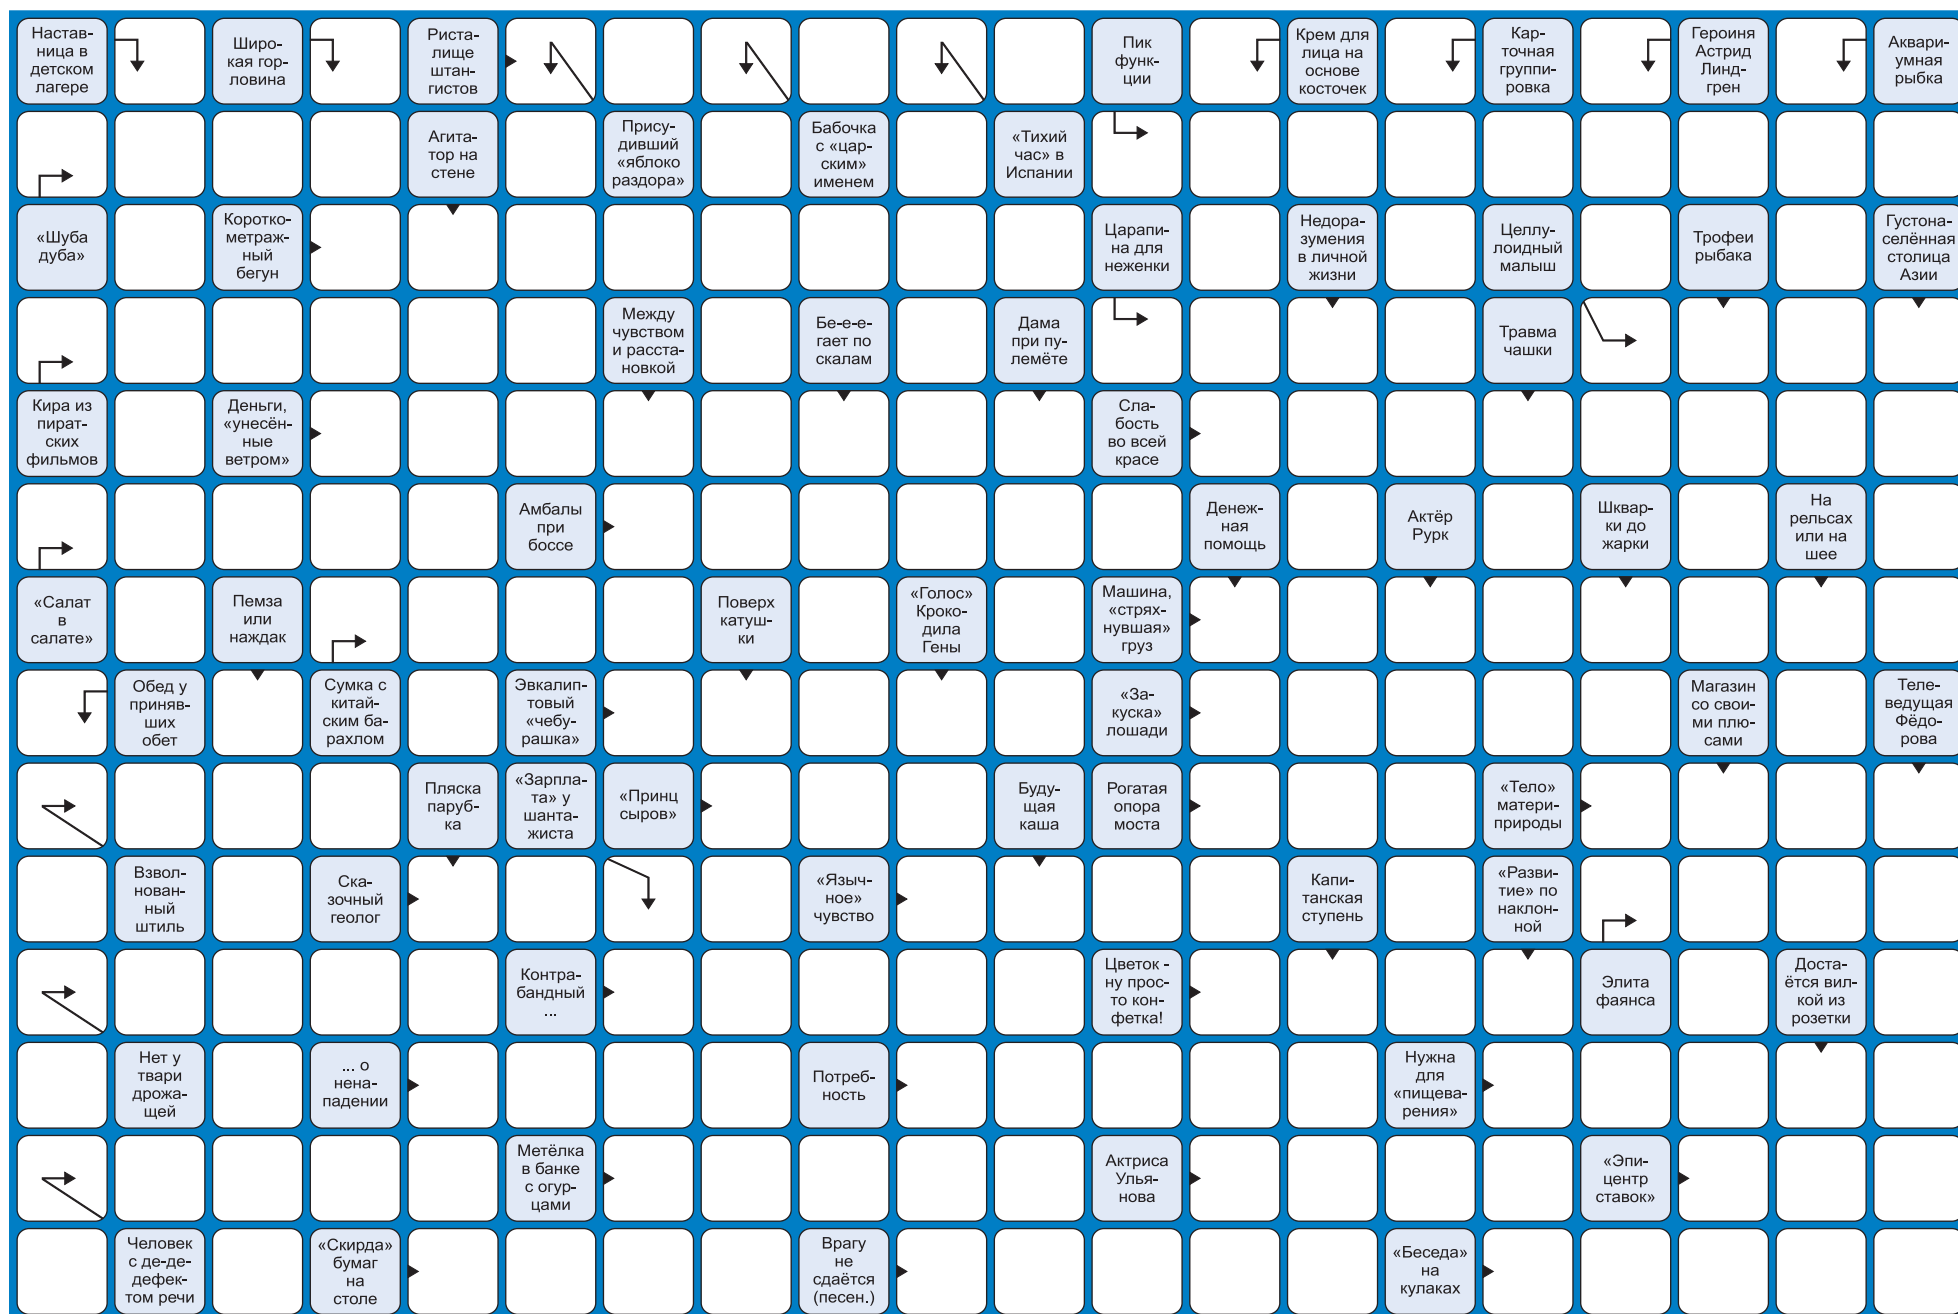 Настав-
ница в
детском
лагере
Широ-
кая гор-
ловина
Риста-
лище
штан-
гистов
Пик
функ-
ции
Крем для
лица на
основе
косточек
Кар-
точная
группи-
ровка
Героиня
Астрид
Линд-
грен
Аквари-
умная
рыбка
Агита-
тор на
стене
Прису-
дивший
«яблоко
раздора»
Бабочка
с «цар-
ским»
именем
«Тихий
час» в
Испании
«Шуба
дуба»
Коротко-
метраж-
ный
бегун
Царапи-
на для
неженки
Недора-
зумения
в личной
жизни
Целлу-
лоидный
малыш
Трофеи
рыбака
Густона-
селённая
столица
Азии
Между
чувством
и расста-
новкой
Бе-е-е-
гает по
скалам
Дама
при пу-
лемёте
Травма
чашки
Кира из
пират-
ских
фильмов
Деньги,
«унесён-
ные
ветром»
Сла-
бость
во всей
красе
Амбалы
при
боссе
Денеж-
ная
помощь
Актёр
Рурк
Шквар-
ки до
жарки
На
рельсах
или на
шее
«Салат
в
салате»
Пемза
или
наждак
Поверх
катуш-
ки
«Голос»
Кроко-
дила
Гены
Машина,
«стрях-
нувшая»
груз
Обед у
приняв-
ших
обет
Сумка с
китай-
ским ба-
рахлом
Эвкалип-
товый
«чебу-
рашка»
«За-
куска»
лошади
Магазин
со свои-
ми плю-
сами
Теле-
ведущая
Фёдо-
рова
Пляска
паруб-
ка
«Зарпла-
та» у
шанта-
жиста
«Принц
сыров»
Буду-
щая
каша
Рогатая
опора
моста
«Тело»
матери-
природы
Взвол-
нован-
ный
штиль
Ска-
зочный
геолог
«Языч-
ное»
чувство
Капи-
танская
ступень
«Разви-
тие» по
наклон-
ной
Контра-
бандный
...
Цветок -
ну прос-
то кон-
фетка!
Элита
фаянса
Доста-
ётся вил-
кой из
розетки
Нет у
твари
дрожа-
щей
... о
нена-
падении
Потреб-
ность
Нужна
для
«пищева-
рения»
Метёлка
в банке
с огур-
цами
Актриса
Улья-
нова
«Эпи-
центр
ставок»
Человек
с де-де-
дефек-
том речи
«Скирда»
бумаг
на
столе
Врагу
не
сдаётся
(песен.)
«Беседа»
на
кулаках